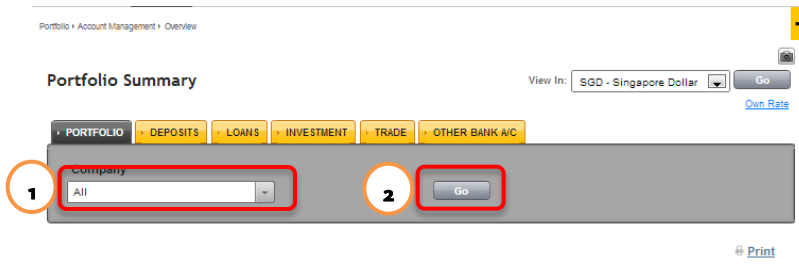 Portfolio › Account Management › Overview
Portfolio Summary
View In: SGD - Singapore Dollar Go
Own Rate
› PORTFOLIO › DEPOSITS › LOANS › INVESTMENT › TRADE › OTHER BANK A/C
Company
1 All 2 Go
Print